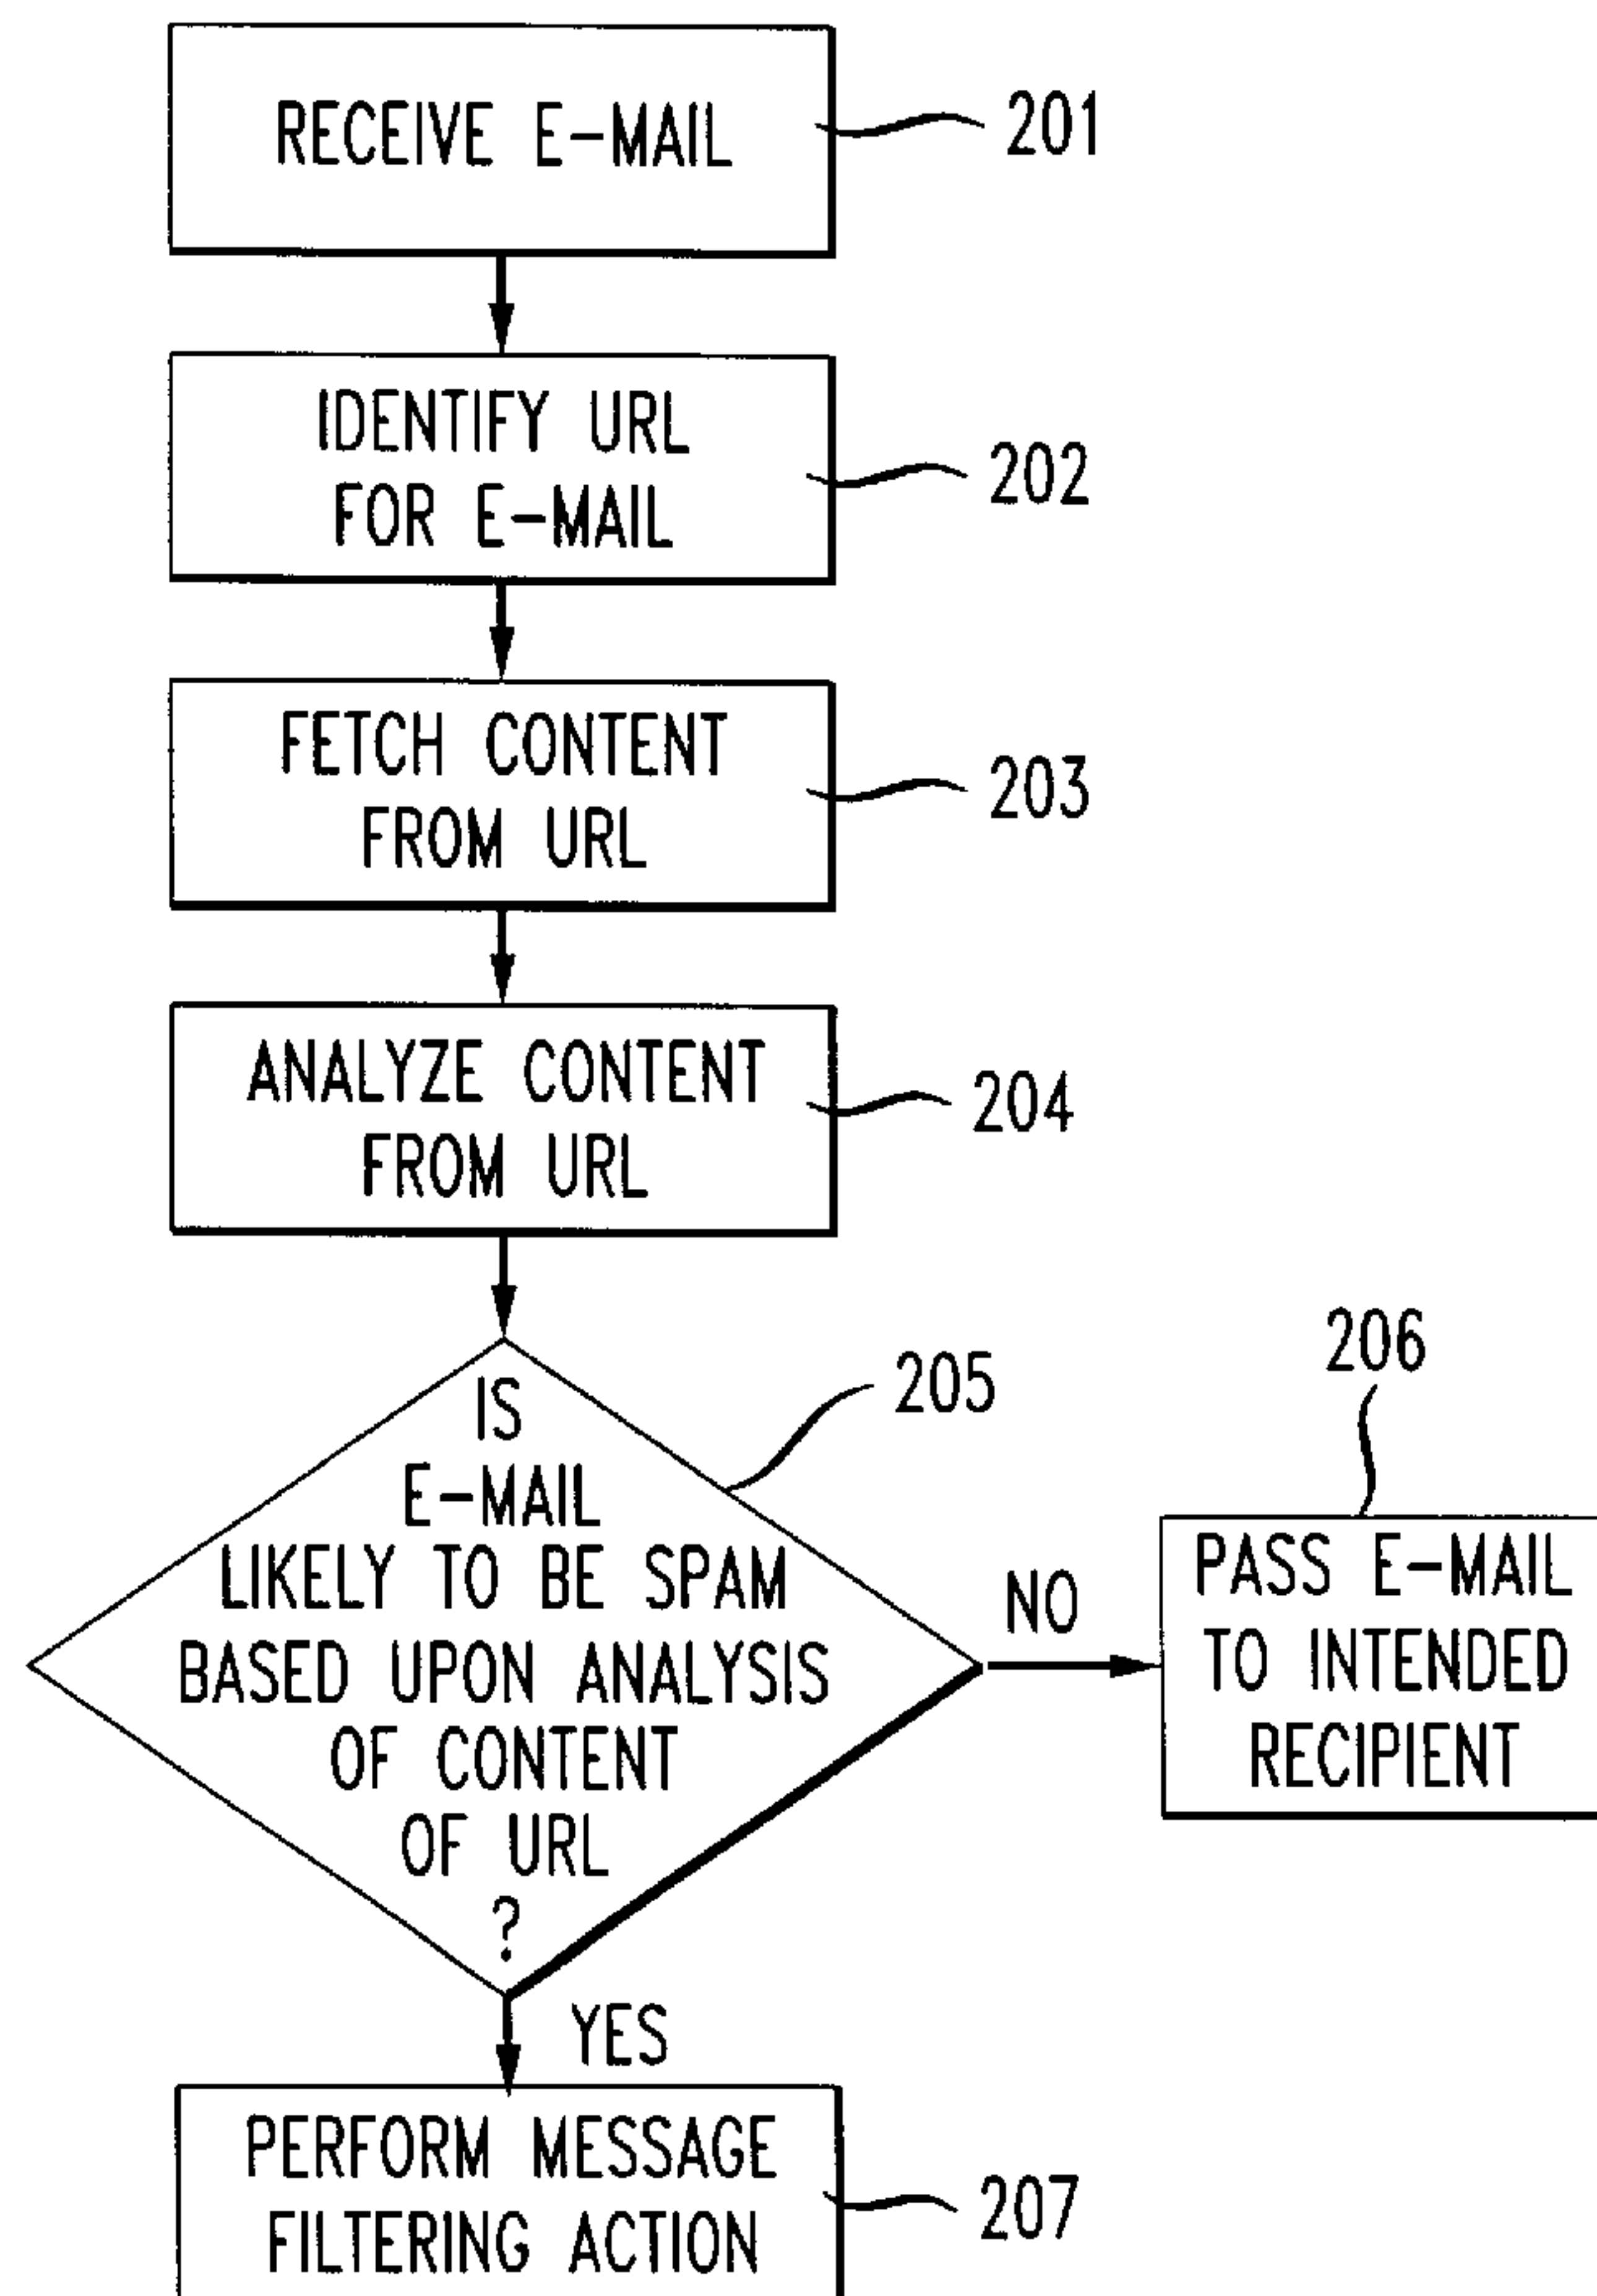 RECEIVE E-MAIL
201
IDENTIFY URL
FOR E-MAIL
202
FETCH CONTENT
FROM URL
203
ANALYZE CONTENT
FROM URL
204
IS
E-MAIL
LIKELY TO BE SPAM
BASED UPON ANALYSIS
OF CONTENT
OF URL
?
205
NO
206
PASS E-MAIL
TO INTENDED
RECIPIENT
YES
PERFORM MESSAGE
FILTERING ACTION
207